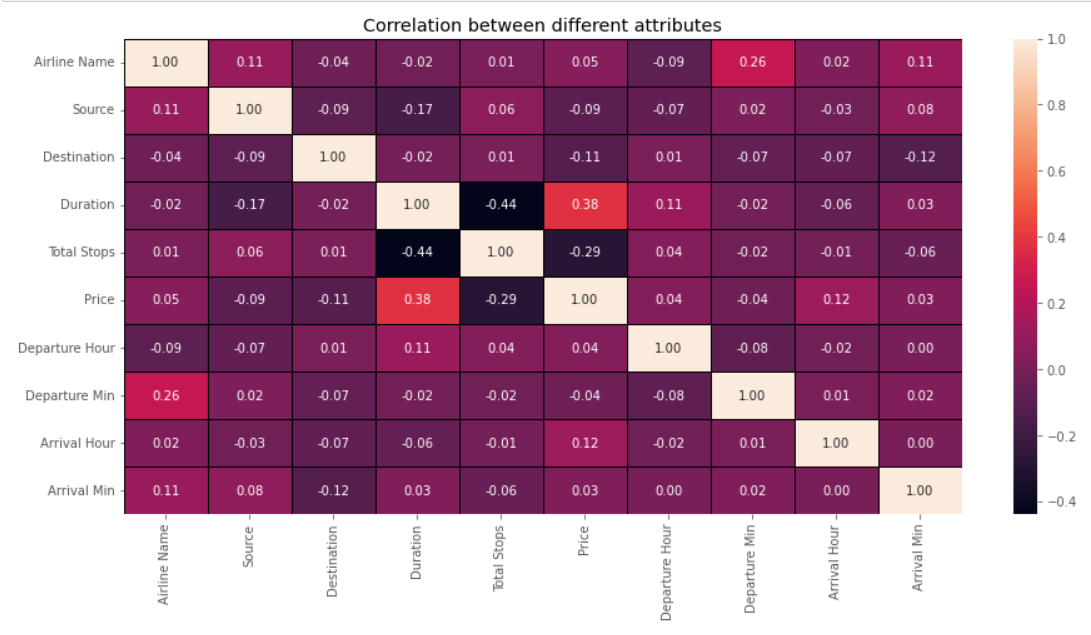 Correlation between different attributes
Airline Name 1.00 0.11 -0.04 -0.02 0.01 0.05 -0.09 0.26 0.02 0.11
Source 0.11 1.00 -0.09 -0.17 0.06 -0.09 -0.07 0.02 -0.03 0.08
Destination -0.04 -0.09 1.00 -0.02 0.01 -0.11 0.01 -0.07 -0.07 -0.12
Duration -0.02 -0.17 -0.02 1.00 -0.44 0.38 0.11 -0.02 -0.06 0.03
Total Stops 0.01 0.06 0.01 -0.44 1.00 -0.29 0.04 -0.02 -0.01 -0.06
Price 0.05 -0.09 -0.11 0.38 -0.29 1.00 0.04 -0.04 0.12 0.03
Departure Hour -0.09 -0.07 0.01 0.11 0.04 0.04 1.00 -0.08 -0.02 0.00
Departure Min 0.26 0.02 -0.07 -0.02 -0.02 -0.04 -0.08 1.00 0.01 0.02
Arrival Hour 0.02 -0.03 -0.07 -0.06 -0.01 0.12 -0.02 0.01 1.00 0.00
Arrival Min 0.11 0.08 -0.12 0.03 -0.06 0.03 0.00 0.02 0.00 1.00
Airline Name
Source
Destination
Duration
Total Stops
Price
Departure Hour
Departure Min
Arrival Hour
Arrival Min
1.0
0.8
0.6
0.4
0.2
0.0
−0.2
−0.4